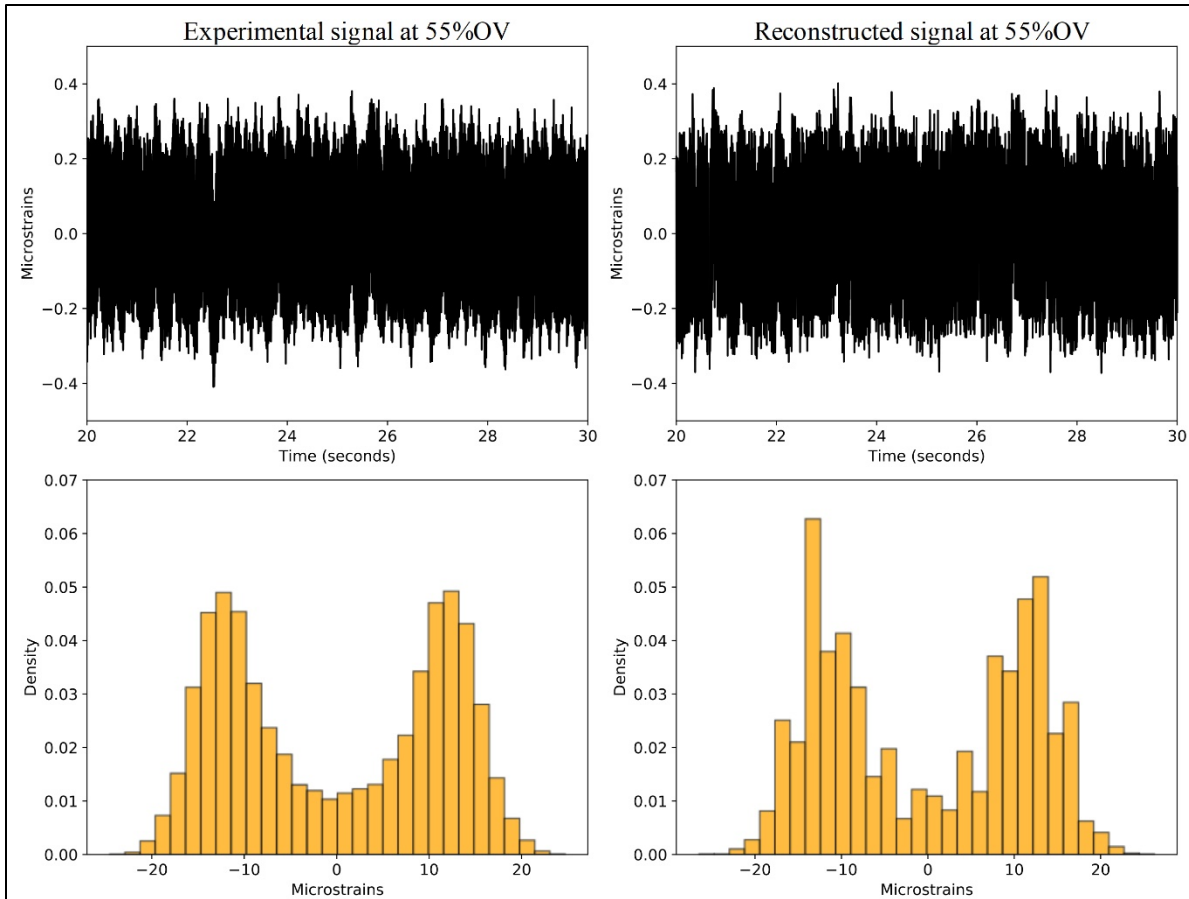 Experimental signal at 55%OV
0.4
0.2
0.0
−0.2
−0.4
Microstrains
20 22 24 26 28 30
Time (seconds)
Reconstructed signal at 55%OV
0.4
0.2
0.0
−0.2
−0.4
Microstrains
20 22 24 26 28 30
Time (seconds)
0.07
0.06
0.05
0.04
0.03
0.02
0.01
0.00
Density
−20 −10 0 10 20
Microstrains
0.07
0.06
0.05
0.04
0.03
0.02
0.01
0.00
Density
−20 −10 0 10 20
Microstrains